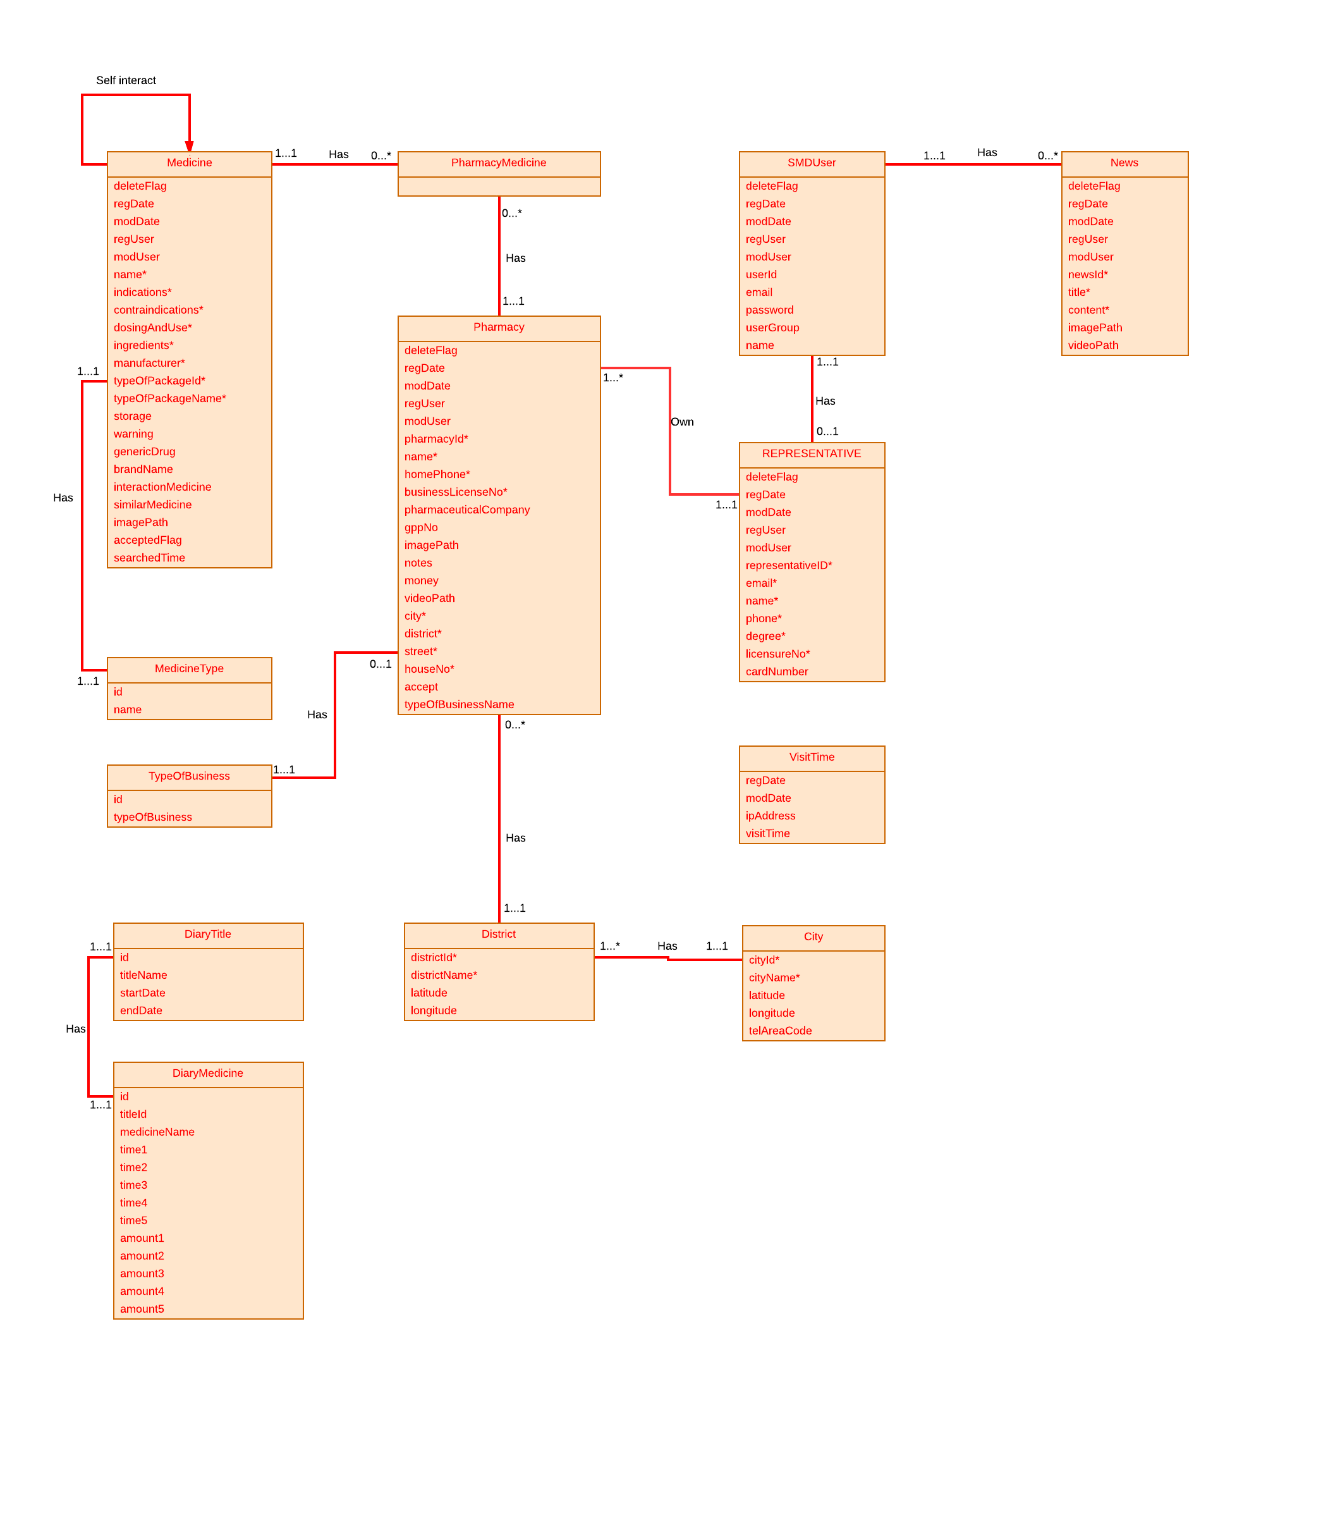 Self interact
Medicine
deleteFlag
regDate
modDate
regUser
modUser
name*
indications*
contraindications*
dosingAndUse*
ingredients*
manufacturer*
typeOfPackageId*
typeOfPackageName*
storage
warning
genericDrug
brandName
interactionMedicine
similarMedicine
imagePath
acceptedFlag
searchedTime
1...1
Has
0...*
PharmacyMedicine
0...*
Has
1...1
Pharmacy
deleteFlag
regDate
modDate
regUser
modUser
pharmacyId*
name*
homePhone*
businessLicenseNo*
pharmaceuticalCompany
gppNo
imagePath
notes
money
videoPath
city*
district*
street*
houseNo*
accept
typeOfBusinessName
1...*
Own
1...1
SMDUser
deleteFlag
regDate
modDate
regUser
modUser
userId
email
password
userGroup
name
1...1
Has
0...*
News
deleteFlag
regDate
modDate
regUser
modUser
newsId*
title*
content*
imagePath
videoPath
1...1
Has
0...1
REPRESENTATIVE
deleteFlag
regDate
modDate
regUser
modUser
representativeID*
email*
name*
phone*
degree*
licensureNo*
cardNumber
1...1
Has
1...1
MedicineType
id
name
0...1
Has
1...1
TypeOfBusiness
id
typeOfBusiness
VisitTime
regDate
modDate
ipAddress
visitTime
0...*
Has
1...1
District
districtId*
districtName*
latitude
longitude
1...*
Has
1...1
City
cityId*
cityName*
latitude
longitude
telAreaCode
DiaryTitle
id
titleName
startDate
endDate
1...1
Has
1...1
DiaryMedicine
id
titleId
medicineName
time1
time2
time3
time4
time5
amount1
amount2
amount3
amount4
amount5